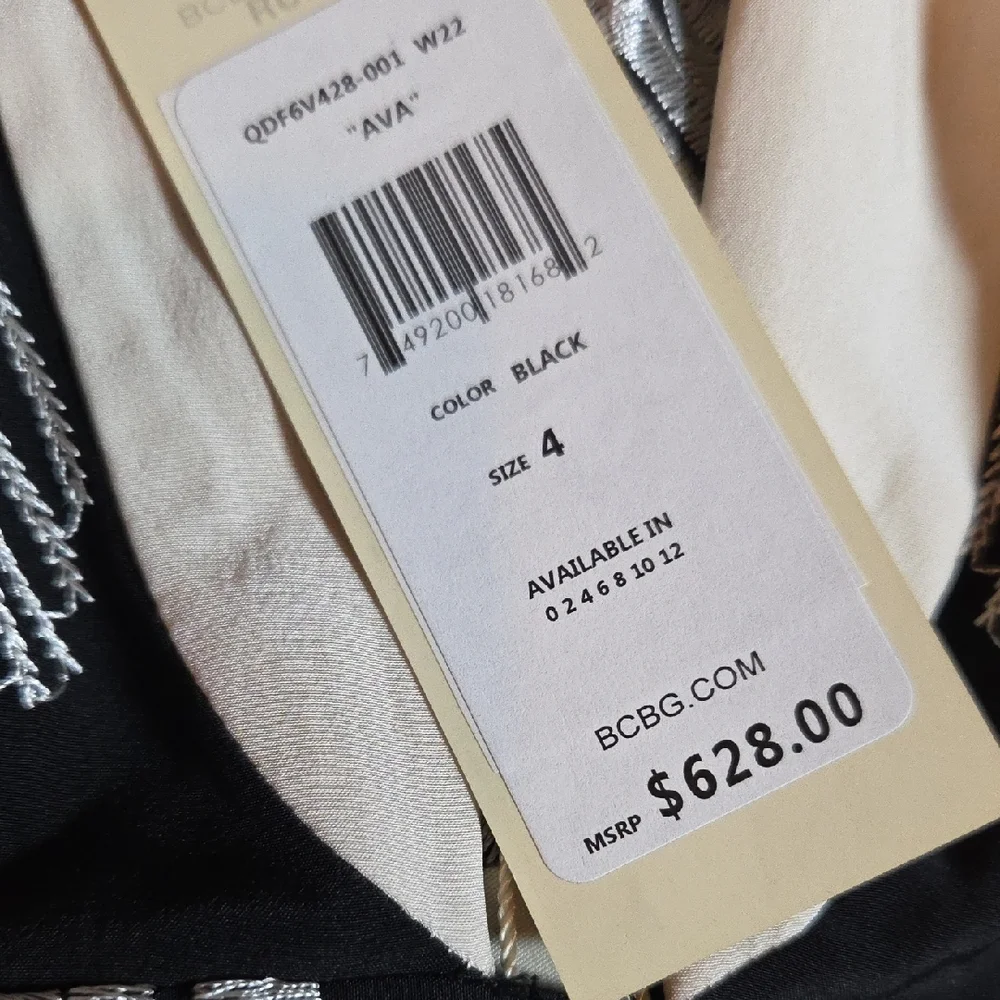 QDF6V428-001 W22
"AVA"
7 49200 18168 2
COLOR BLACK
SIZE 4
AVAILABLE IN
0 2 4 6 8 10 12
BCBG.COM
MSRP $628.00